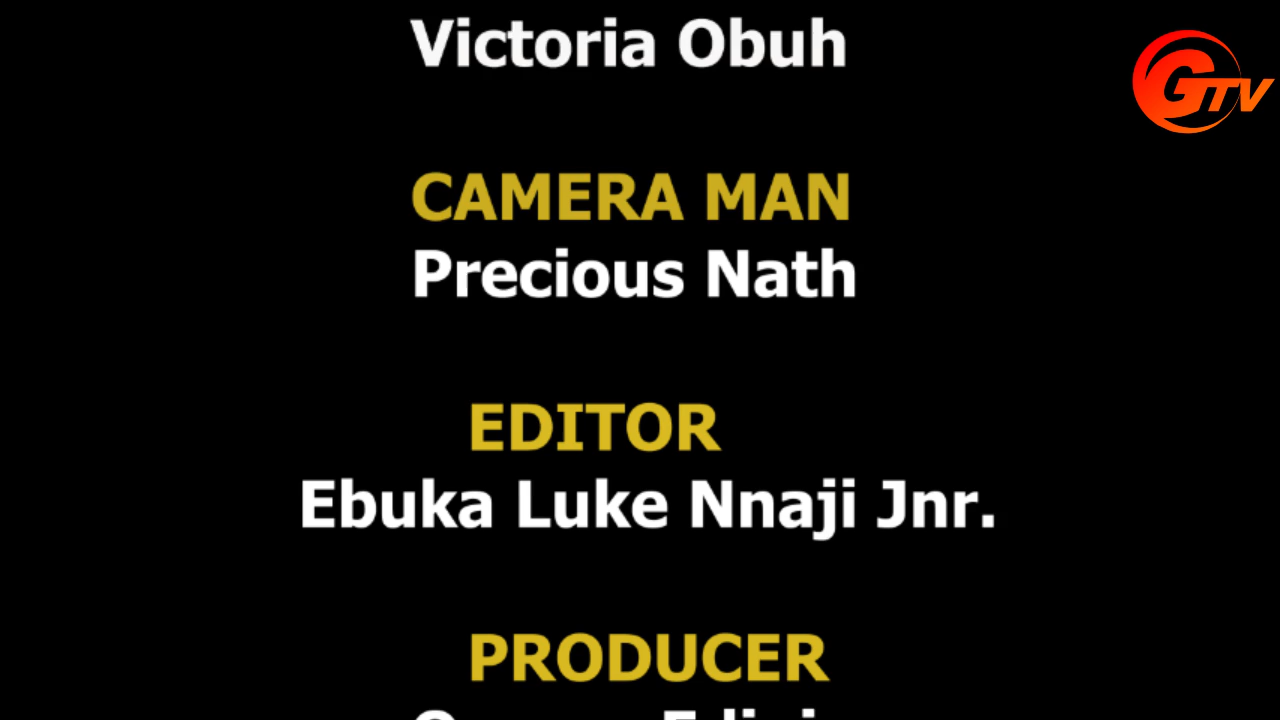 Victoria Obuh
GTV
CAMERA MAN
Precious Nath
EDITOR
Ebuka Luke Nnaji Jnr.
PRODUCER